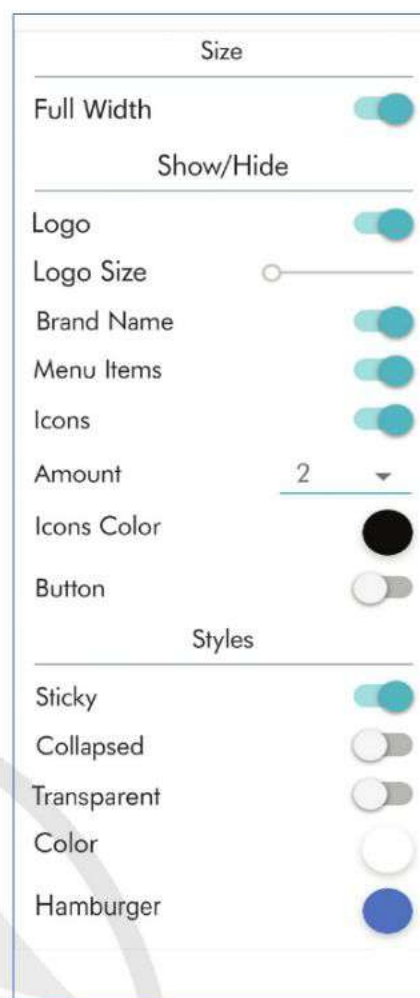 Size
Full Width
Show/Hide
Logo
Logo Size
Brand Name
Menu Items
Icons
Amount 2
Icons Color
Button
Styles
Sticky
Collapsed
Transparent
Color
Hamburger